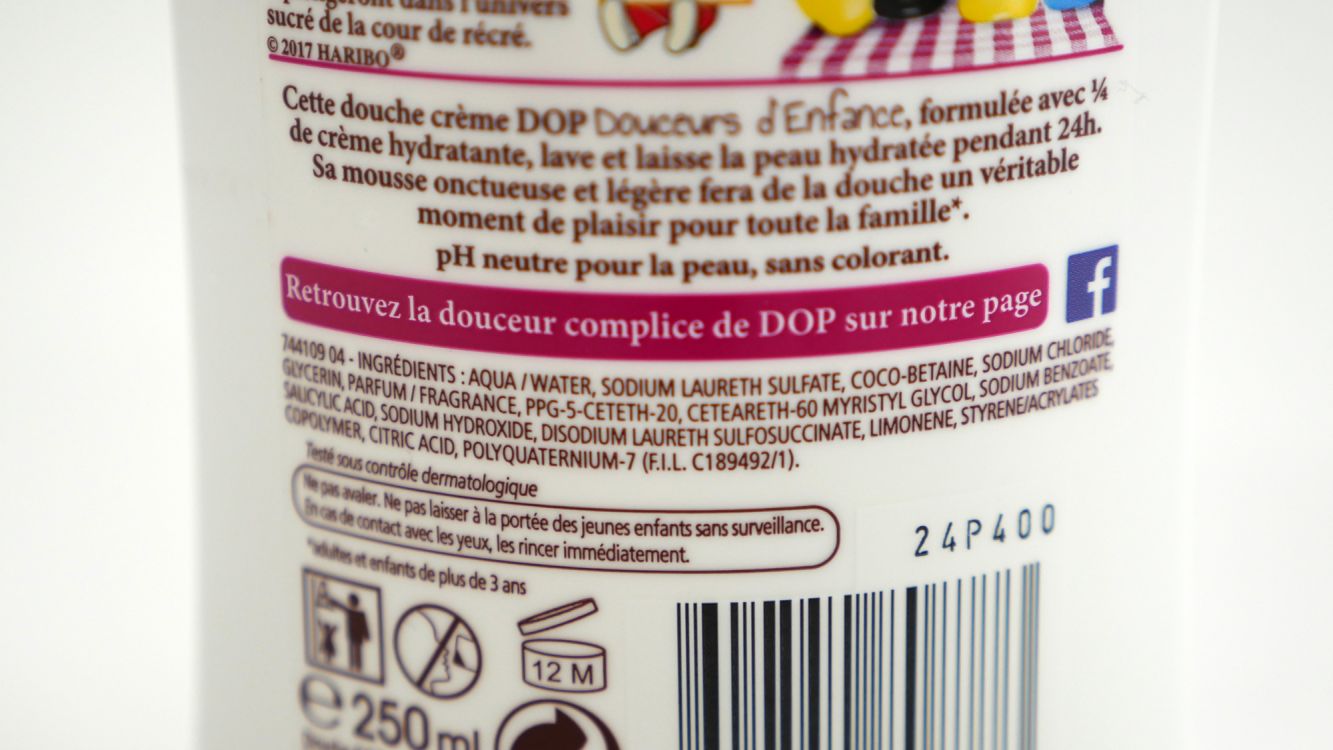 dans l'univers
sucré de la cour de récré.
© 2017 HARIBO®
Cette douche crème DOP Douceurs d'Enfance, formulée avec ¼
de crème hydratante, lave et laisse la peau hydratée pendant 24h.
Sa mousse onctueuse et légère fera de la douche un véritable
moment de plaisir pour toute la famille*.
pH neutre pour la peau, sans colorant.
Retrouvez la douceur complice de DOP sur notre page f
744109 04 - INGRÉDIENTS : AQUA / WATER, SODIUM LAURETH SULFATE, COCO-BETAINE, SODIUM CHLORIDE,
GLYCERIN, PARFUM / FRAGRANCE, PPG-5-CETETH-20, CETEARETH-60 MYRISTYL GLYCOL, SODIUM BENZOATE,
SALICYLIC ACID, SODIUM HYDROXIDE, DISODIUM LAURETH SULFOSUCCINATE, LIMONENE, STYRENE/ACRYLATES
COPOLYMER, CITRIC ACID, POLYQUATERNIUM-7 (F.I.L. C189492/1).
Testé sous contrôle dermatologique
Ne pas avaler. Ne pas laisser à la portée des jeunes enfants sans surveillance.
En cas de contact avec les yeux, les rincer immédiatement.
*adultes et enfants de plus de 3 ans
24P400
12 M
e 250 ml